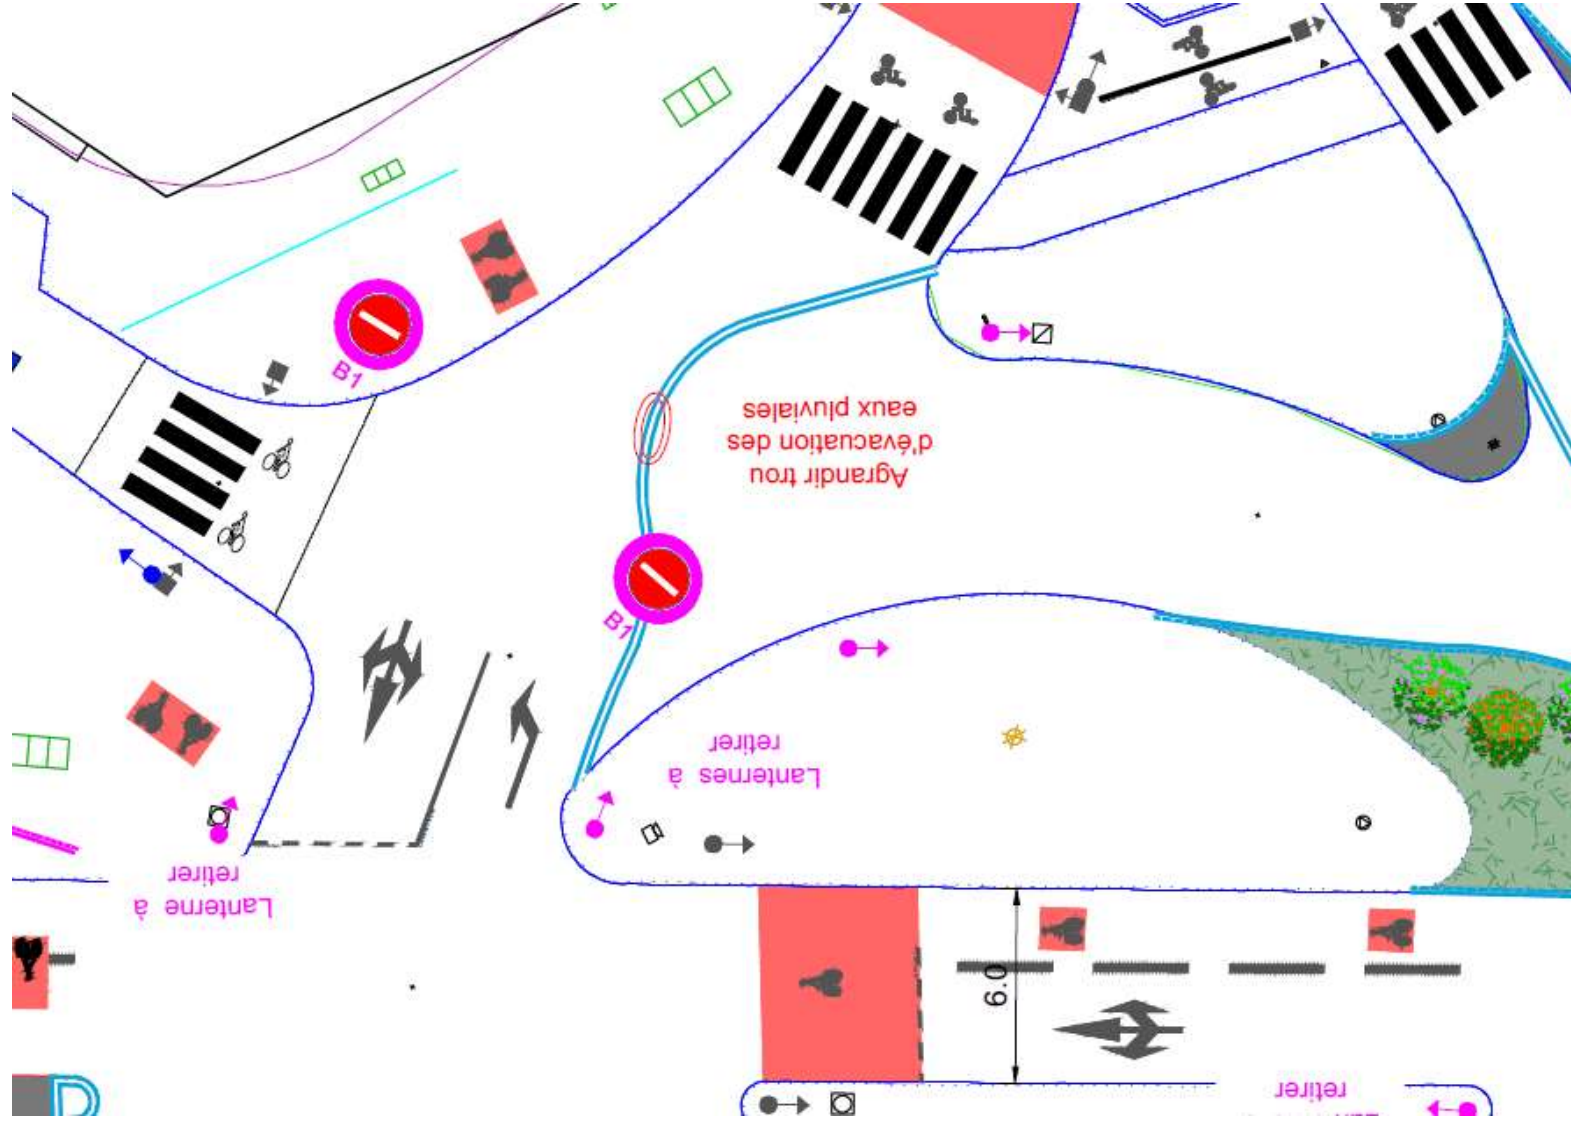 B1
Agrandir trou
d'évacuation des
eaux pluviales
B1
Lanternes à
retirer
Lanterne à
retirer
6.0
retirer